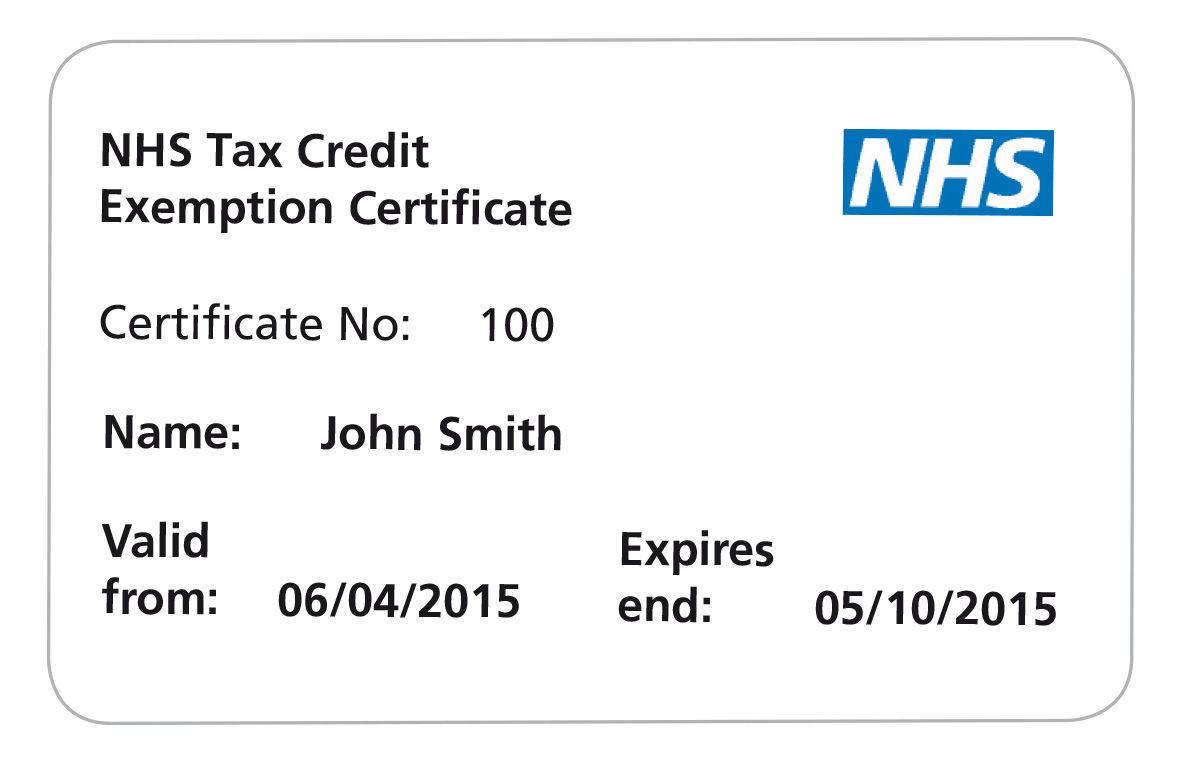 NHS Tax Credit
Exemption Certificate
NHS
Certificate No: 100
Name: John Smith
Valid
from: 06/04/2015
Expires
end: 05/10/2015